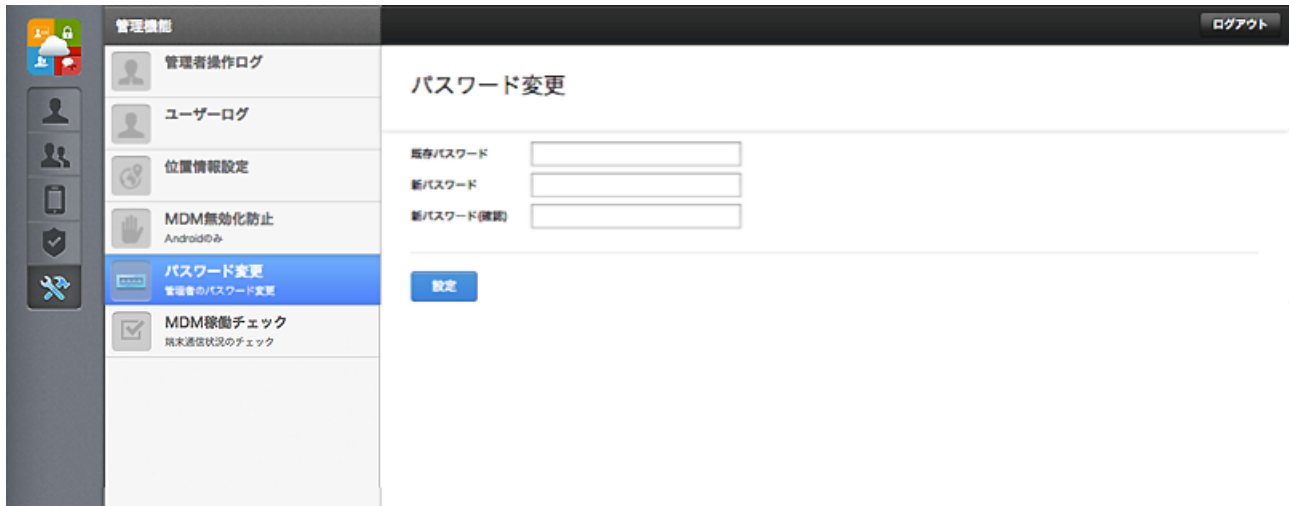 管理機能
ログアウト
管理者操作ログ
ユーザーログ
位置情報設定
MDM無効化防止
Androidのみ
パスワード変更
管理者のパスワード変更
MDM稼働チェック
端末通信状況のチェック
パスワード変更
既存パスワード
新パスワード
新パスワード(確認)
設定